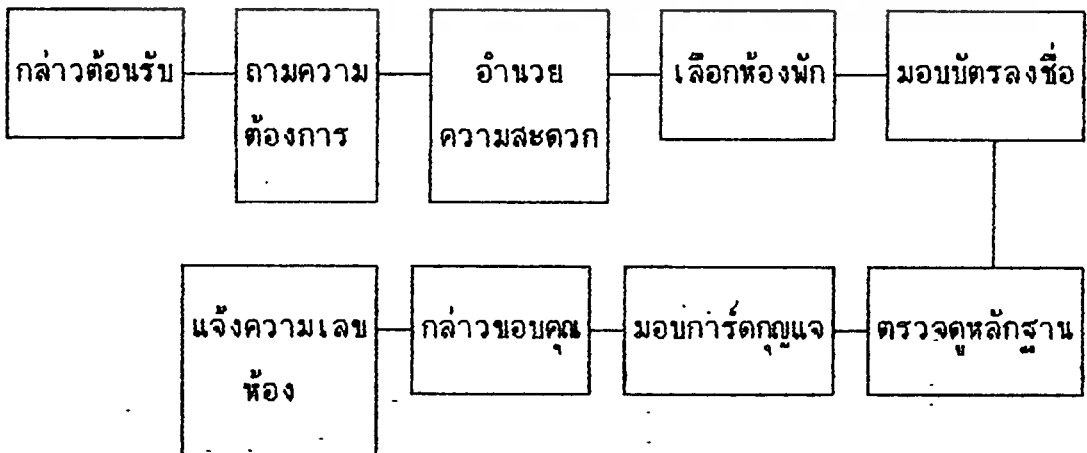 กล่าวต้อนรับ
ถามความ
ต้องการ
อำนวย
ความสะดวก
เลือกห้องพัก
มอบบัตรลงชื่อ
ตรวจดูหลักฐาน
มอบการ์ดกุญแจ
กล่าวขอบคุณ
แจ้งความเลข
ห้อง